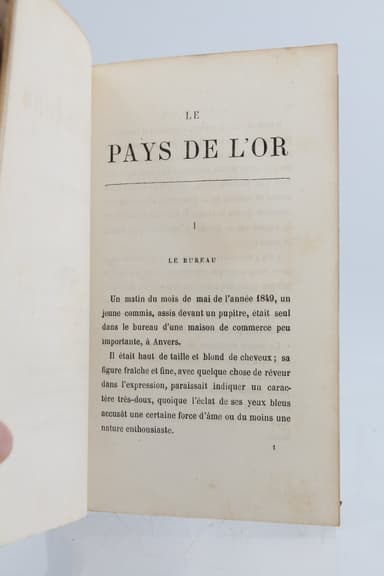 LE
PAYS DE L'OR
I
LE BUREAU
Un matin du mois de mai de l'année 1849, un
jeune commis, assis devant un pupitre, était seul
dans le bureau d'une maison de commerce peu
importante, à Anvers.
Il était haut de taille et blond de cheveux; sa
figure fraîche et fine, avec quelque chose de rêveur
dans l'expression, paraissait indiquer un carac-
tère très-doux, quoique l'éclat de ses yeux bleus
accusât une certaine force d'âme ou du moins une
nature enthousiaste.
1